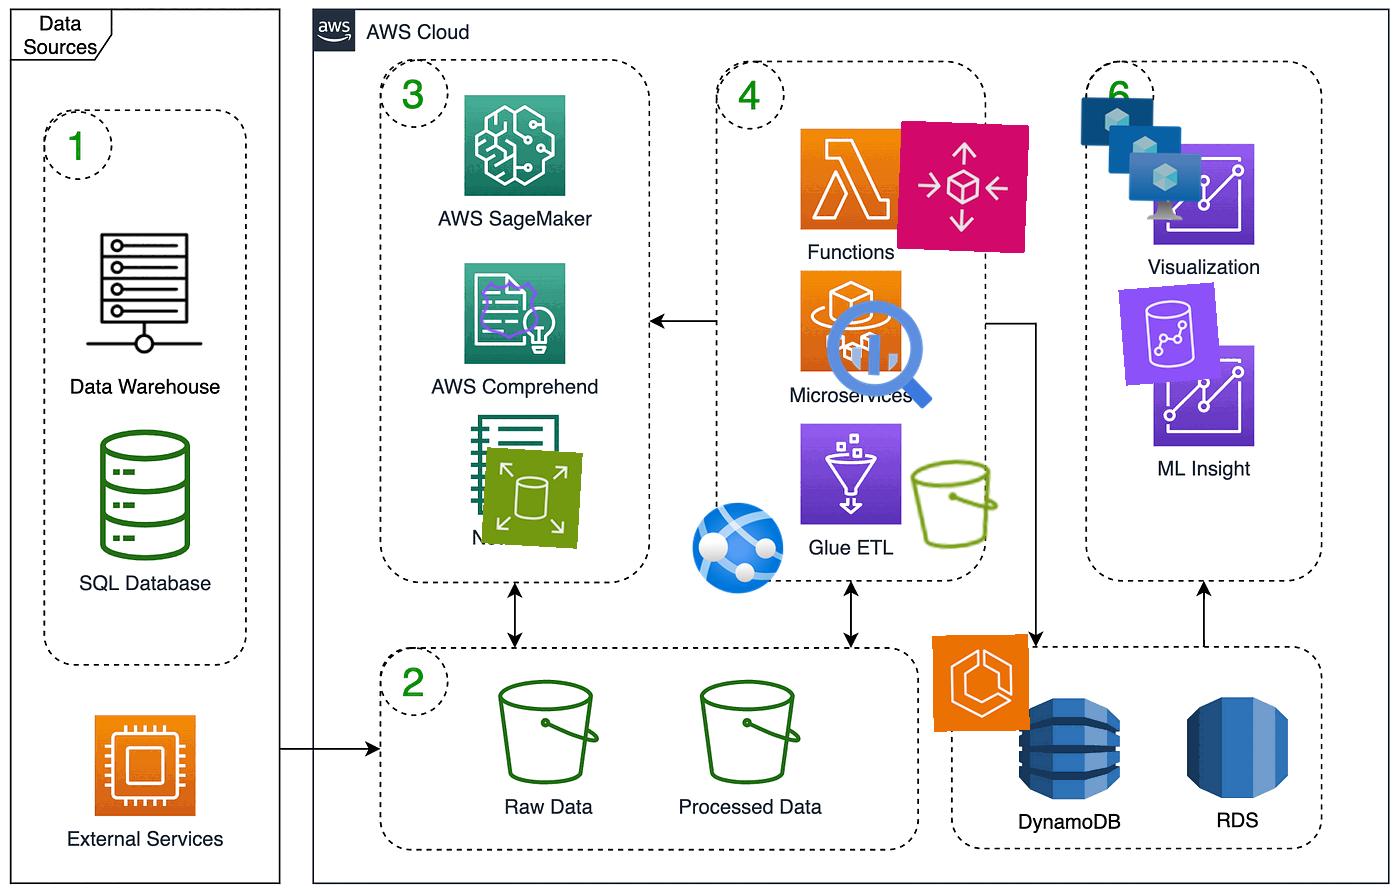 Data
Sources
aws
AWS Cloud
1
Data Warehouse
SQL Database
External Services
3
AWS SageMaker
AWS Comprehend
4
Functions
Microservices
Glue ETL
6
Visualization
ML Insight
2
Raw Data
Processed Data
DynamoDB
RDS